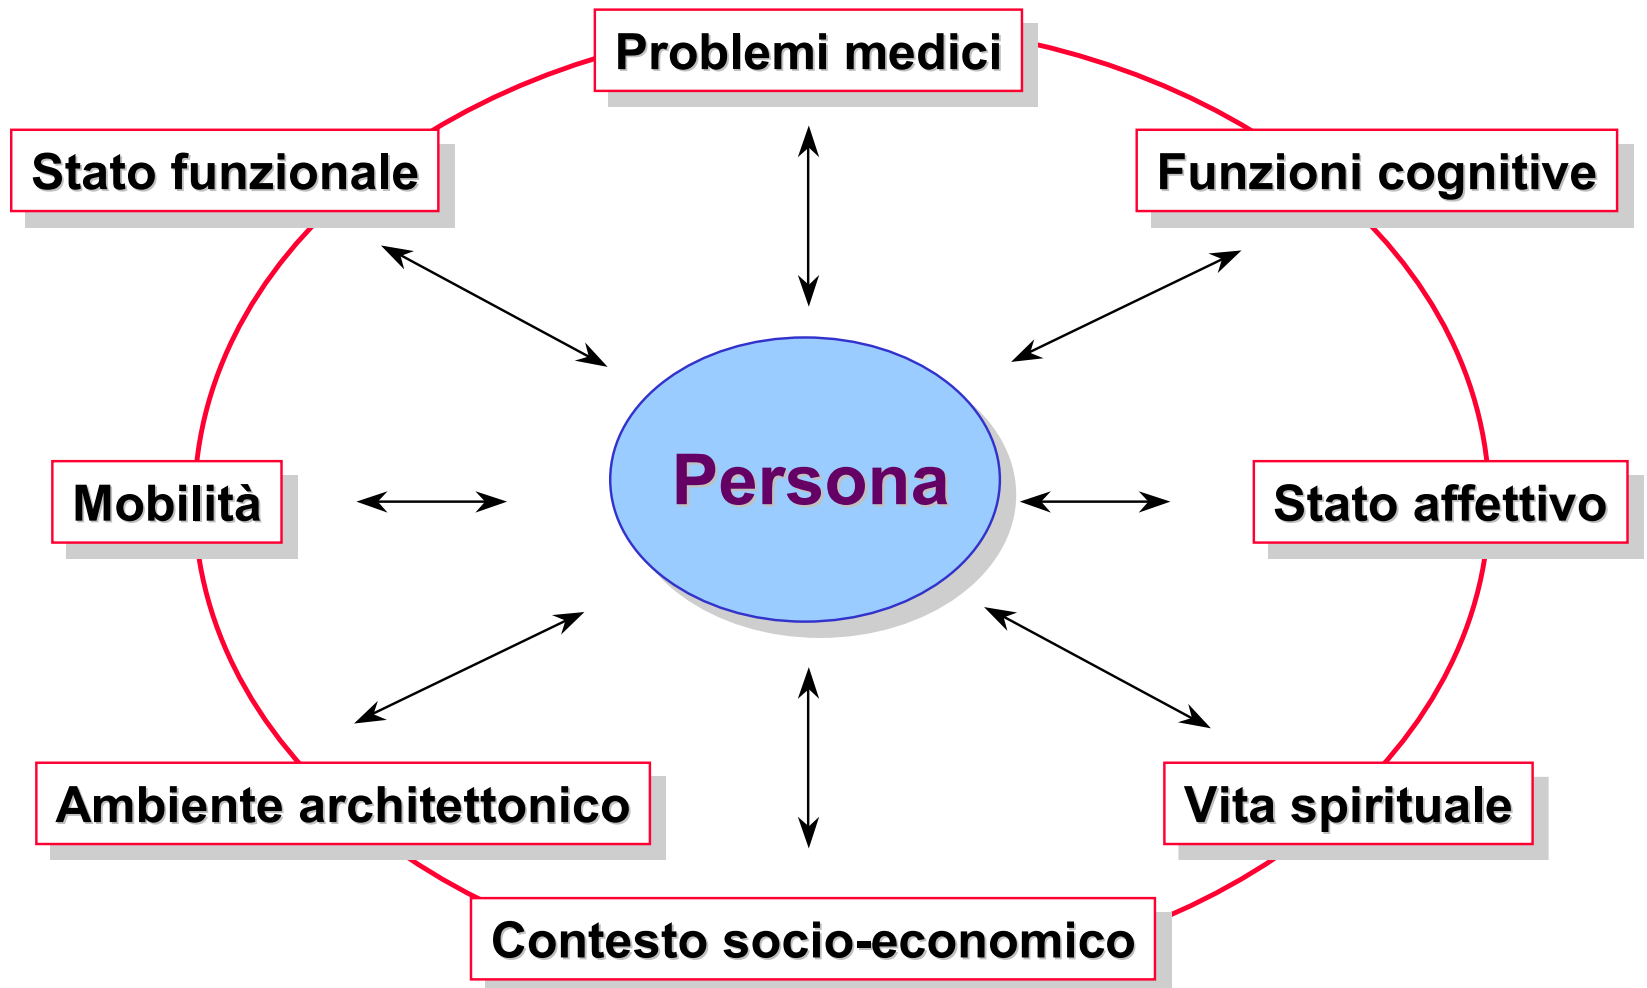 Problemi medici
Stato funzionale
Funzioni cognitive
Persona
Mobilità
Stato affettivo
Ambiente architettonico
Vita spirituale
Contesto socio-economico